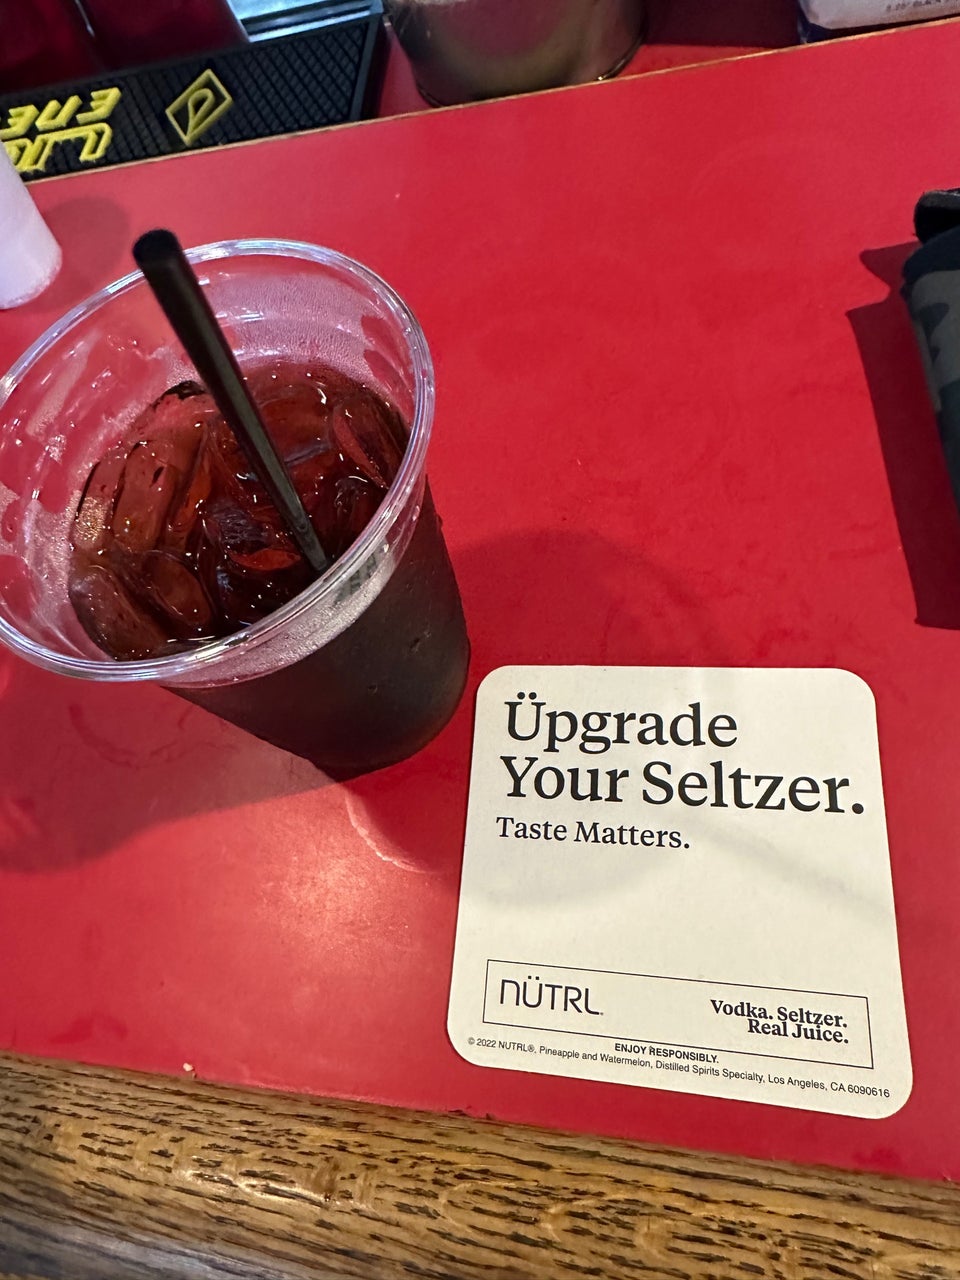 Üpgrade
Your Seltzer.
Taste Matters.
NÜTRL
Vodka. Seltzer.
Real Juice.
ENJOY RESPONSIBLY.
© 2022 NUTRL®, Pineapple and Watermelon, Distilled Spirits Specialty, Los Angeles, CA 6090616